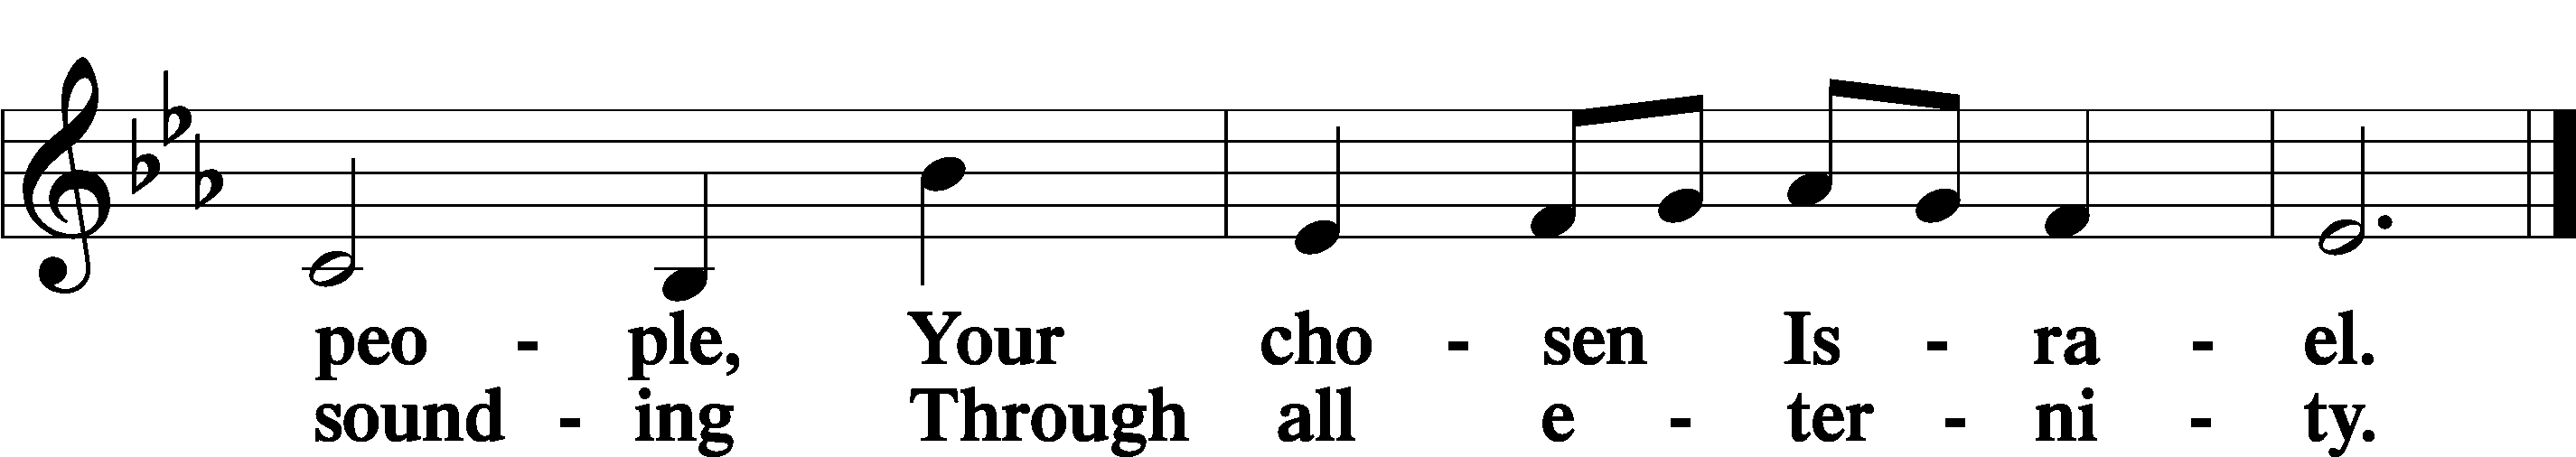 peo - ple, Your cho - sen Is - ra - el.
sound - ing Through all e - ter - ni - ty.